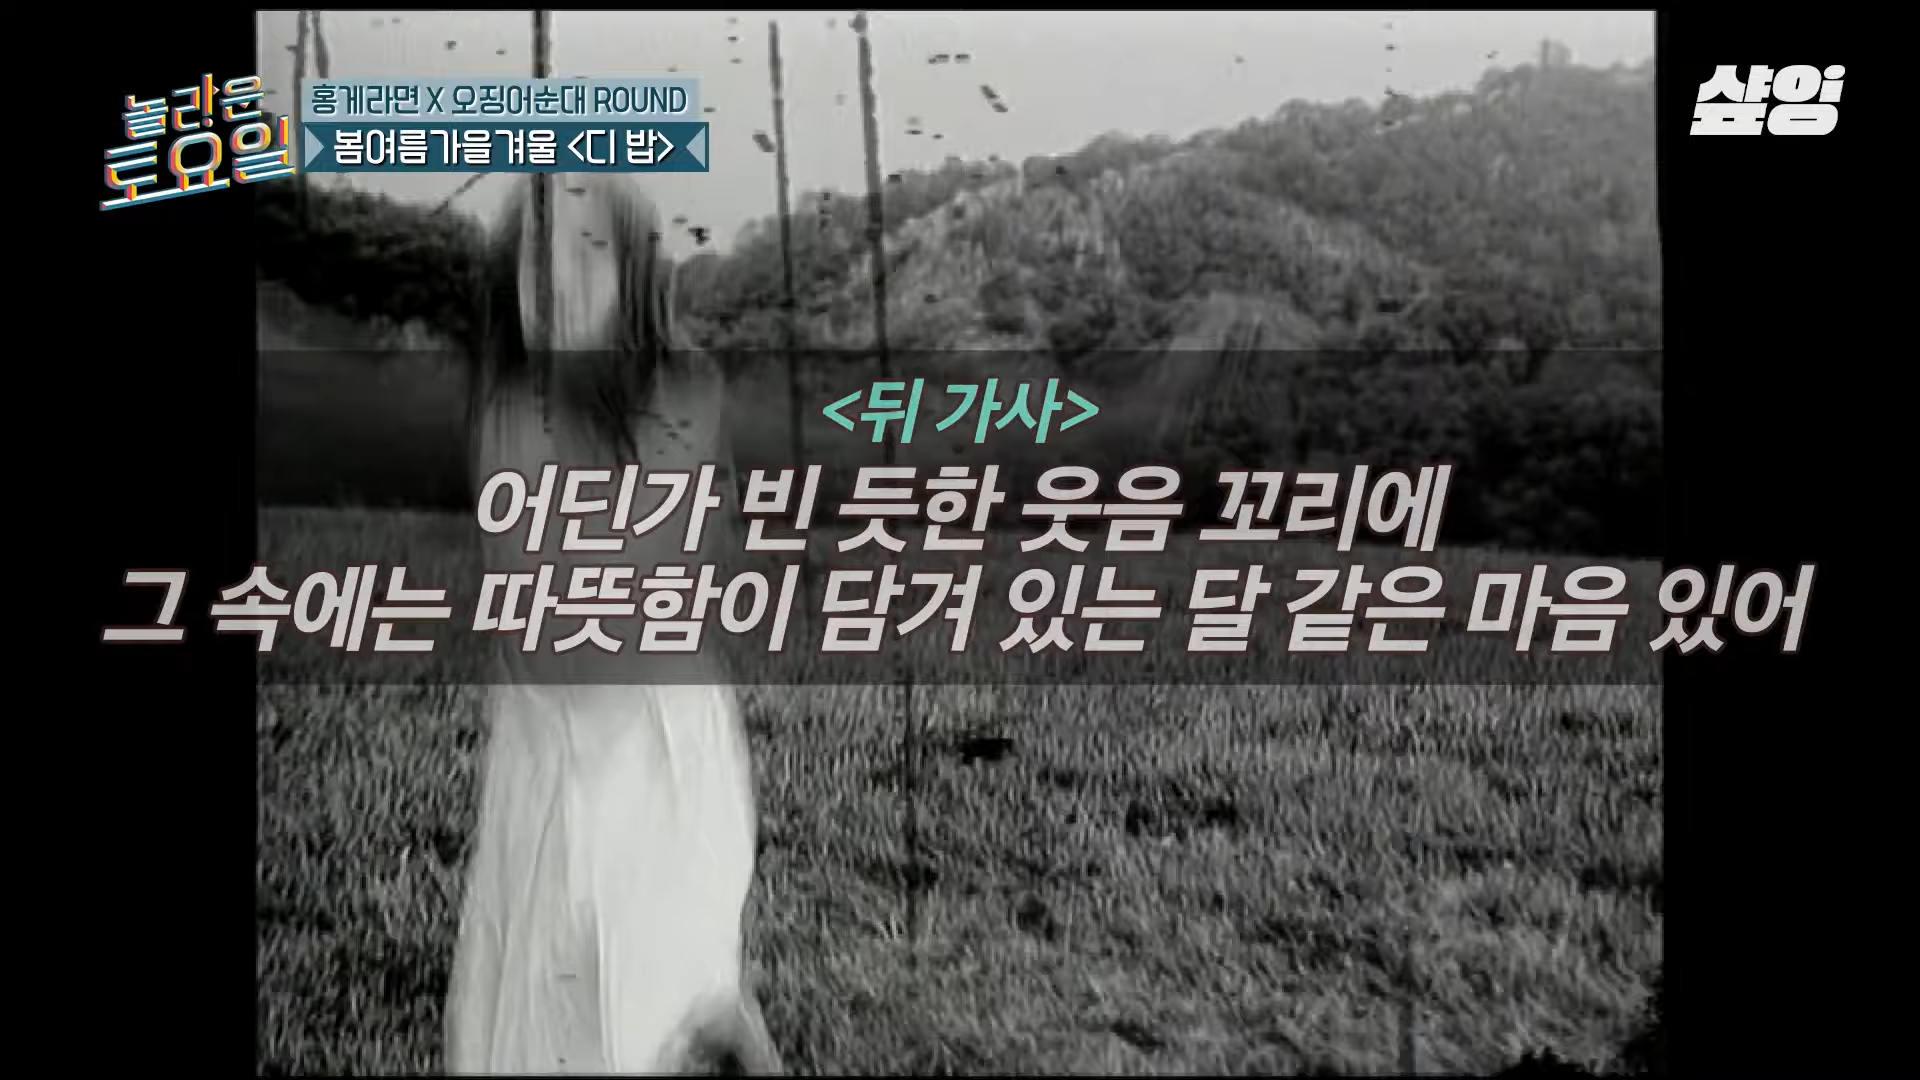 놀라운
토요일
홍게라면 X 오징어순대 ROUND
봄여름가을겨울 <디 밥>
샾잉
<뒤 가사>
어딘가 빈 듯한 웃음 꼬리에
그 속에는 따뜻함이 담겨 있는 달 같은 마음 있어